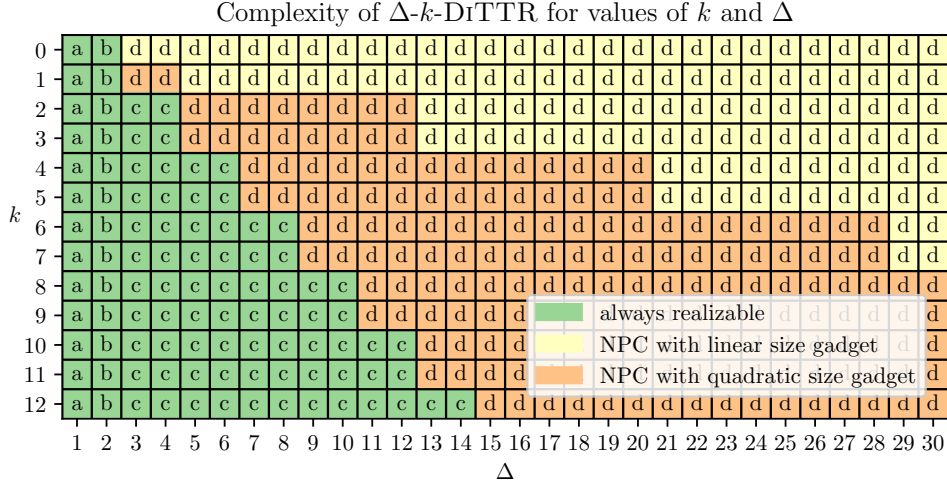 Complexity of Δ-k-DITTR for values of k and Δ
0 a b d d d d d d d d d d d d d d d d d d d d d d d d d d d d
1 a b d d d d d d d d d d d d d d d d d d d d d d d d d d d d
2 a b c c d d d d d d d d d d d d d d d d d d d d d d d d d d
3 a b c c d d d d d d d d d d d d d d d d d d d d d d d d d d
4 a b c c c c d d d d d d d d d d d d d d d d d d d d d d d d
5 a b c c c c d d d d d d d d d d d d d d d d d d d d d d d d
k
6 a b c c c c c c d d d d d d d d d d d d d d d d d d d d d d
7 a b c c c c c c d d d d d d d d d d d d d d d d d d d d d d
8 a b c c c c c c c c d d d d d d d d d d d d d d d d d d d d
9 a b c c c c c c c c d d d d d d d
always realizable
10 a b c c c c c c c c c c d d d d d
NPC with linear size gadget
11 a b c c c c c c c c c c d d d d d
NPC with quadratic size gadget
12 a b c c c c c c c c c c c c d d d d d d d d d d d d d d d d
1 2 3 4 5 6 7 8 9 10 11 12 13 14 15 16 17 18 19 20 21 22 23 24 25 26 27 28 29 30
Δ